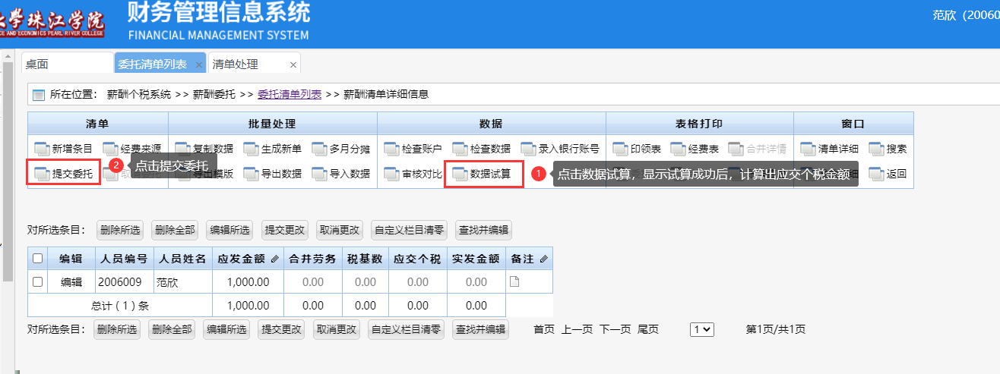 學珠江学院
财务管理信息系统
范欣（20060
CE AND ECONOMICS PEARL RIVER COLLEGE
FINANCIAL MANAGEMENT SYSTEM
桌面 委托清单列表 × 清单处理 ×
所在位置： 薪酬个税系统 >> 薪酬委托 >> 委托清单列表 >> 薪酬清单详细信息
清单 批量处理 数据 表格打印 窗口
新增条目 经费来源 复制数据 生成新单 多月分摊 检查账户 检查数据 录入银行账号 印领表 经费表 合并详情 清单详细 搜索
提交委托 2 点击提交委托 导出模版 导出数据 导入数据 审核对比 数据试算 1 点击数据试算，显示试算成功后，计算出应交个税金额 返回
对所选条目： 删除所选 删除全部 编辑所选 提交更改 取消更改 自定义栏目清零 查找并编辑
编辑 人员编号 人员姓名 应发金额 合并劳务 税基数 应交个税 实发金额 备注
编辑 2006009 范欣 1,000.00 0.00 0.00 0.00 0.00
总计（1）条 1,000.00 0.00 0.00 0.00 0.00
对所选条目： 删除所选 删除全部 编辑所选 提交更改 取消更改 自定义栏目清零 查找并编辑 首页 上一页 下一页 尾页 1 第1页/共1页